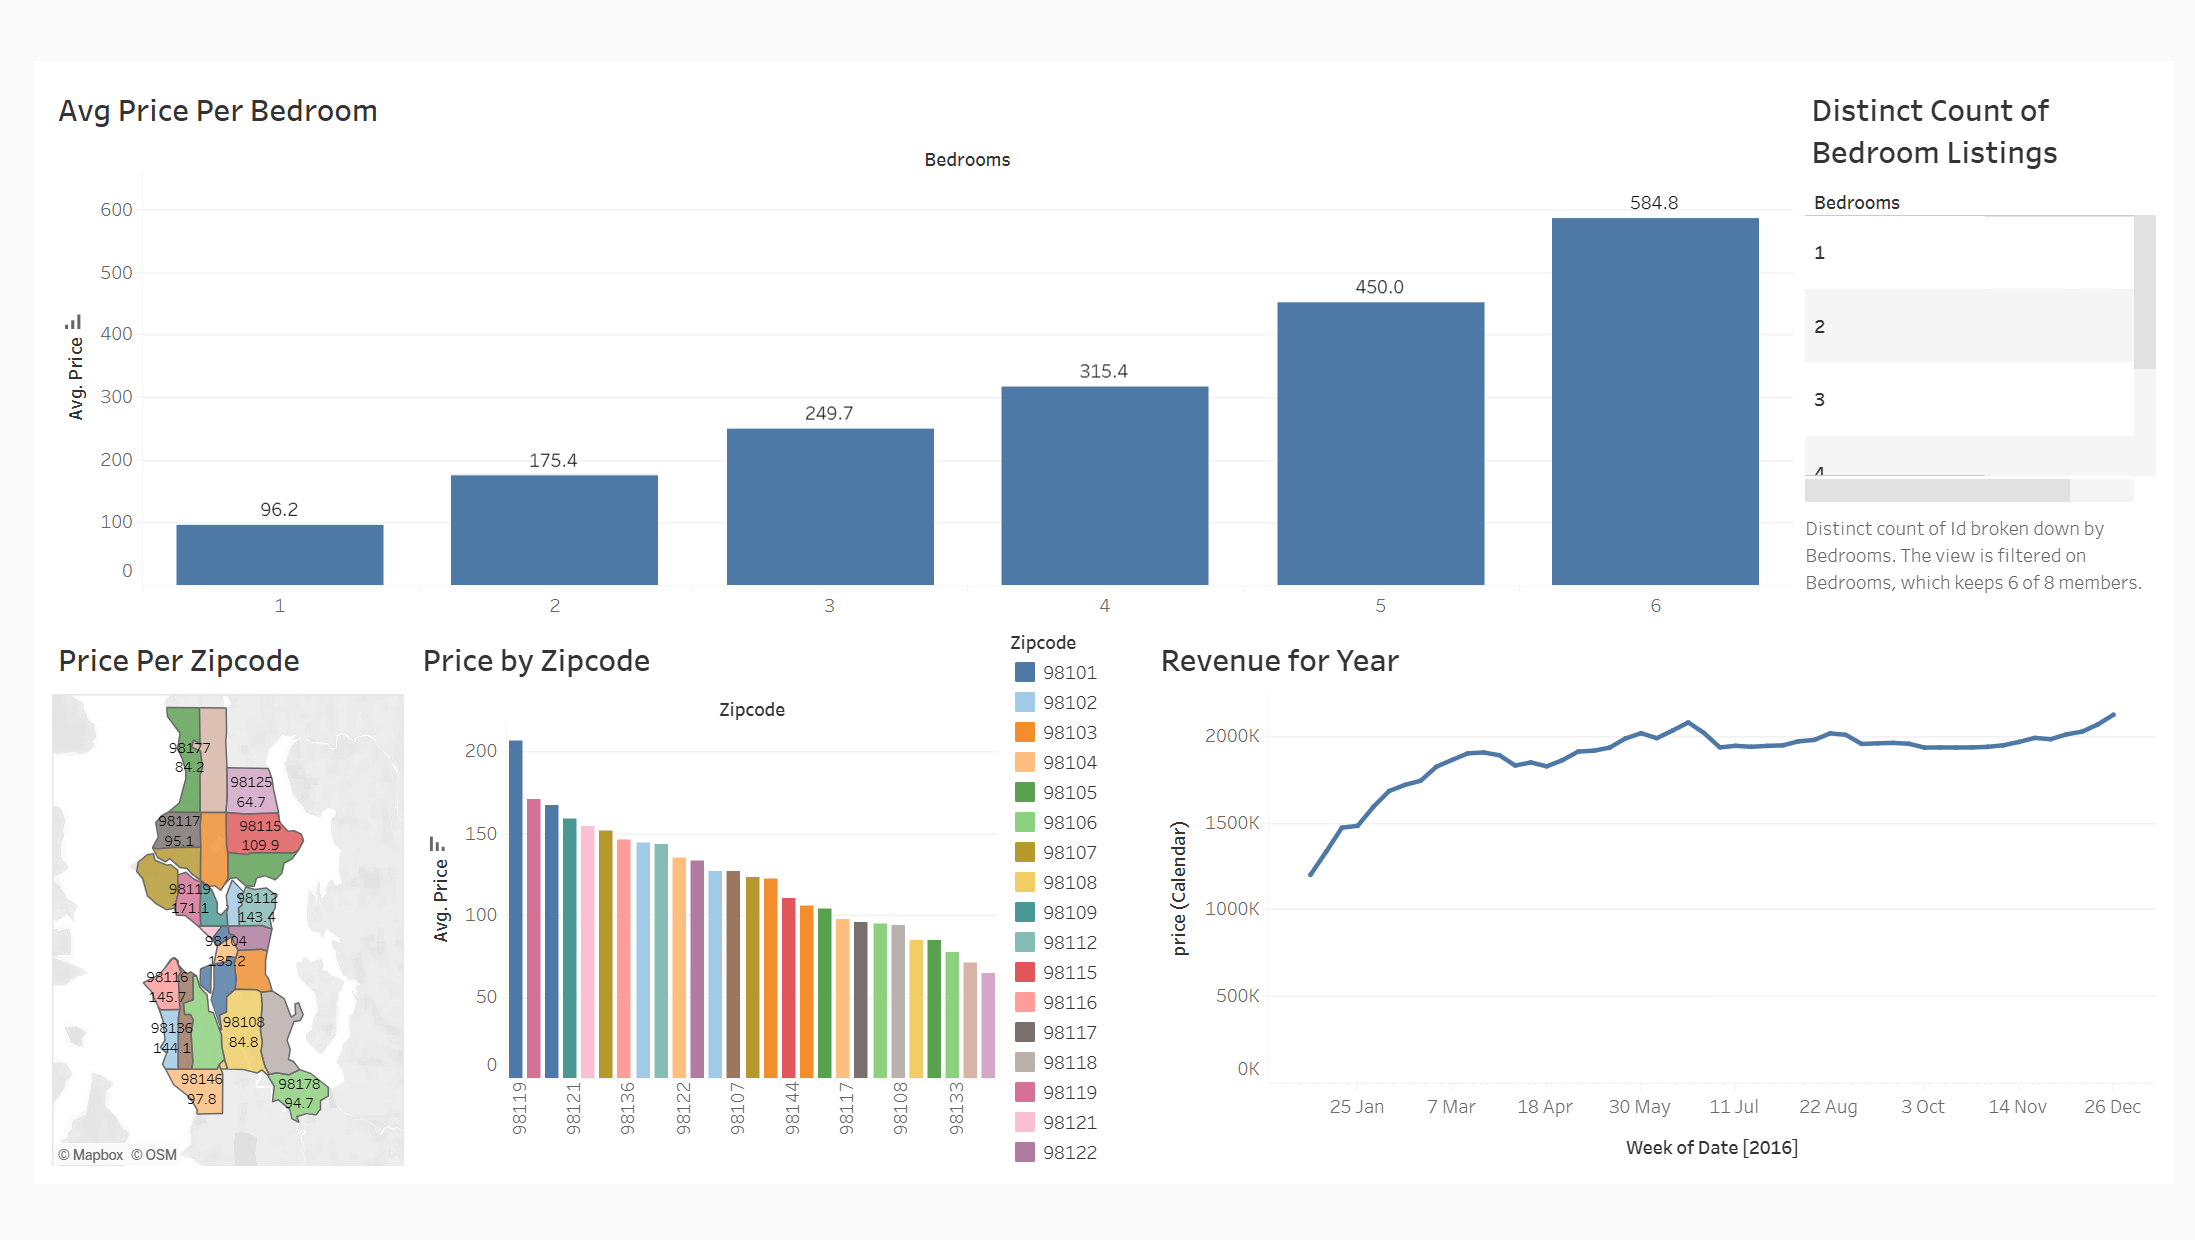 Avg Price Per Bedroom
Bedrooms
Avg. Price
600
500
400
300
200
100
0
96.2
175.4
249.7
315.4
450.0
584.8
1
2
3
4
5
6
Distinct Count of
Bedroom Listings
Bedrooms
1
2
3
4
Distinct count of Id broken down by
Bedrooms. The view is filtered on
Bedrooms, which keeps 6 of 8 members.
Price Per Zipcode
98177
84.2
98125
64.7
98117
95.1
98115
109.9
98119
171.1
98112
143.4
98104
135.2
98116
145.7
98136
144.1
98108
84.8
98146
97.8
98178
94.7
© Mapbox © OSM
Price by Zipcode
Zipcode
Avg. Price
200
150
100
50
0
98119
98121
98136
98122
98107
98144
98117
98108
98133
Zipcode
98101
98102
98103
98104
98105
98106
98107
98108
98109
98112
98115
98116
98117
98118
98119
98121
98122
Revenue for Year
price (Calendar)
2000K
1500K
1000K
500K
0K
25 Jan
7 Mar
18 Apr
30 May
11 Jul
22 Aug
3 Oct
14 Nov
26 Dec
Week of Date [2016]